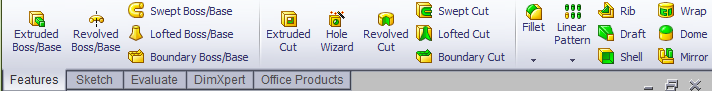 Extruded Boss/Base
Revolved Boss/Base
Swept Boss/Base
Lofted Boss/Base
Boundary Boss/Base
Extruded Cut
Hole Wizard
Revolved Cut
Swept Cut
Lofted Cut
Boundary Cut
Fillet
Linear Pattern
Rib
Draft
Shell
Wrap
Dome
Mirror
Features
Sketch
Evaluate
DimXpert
Office Products